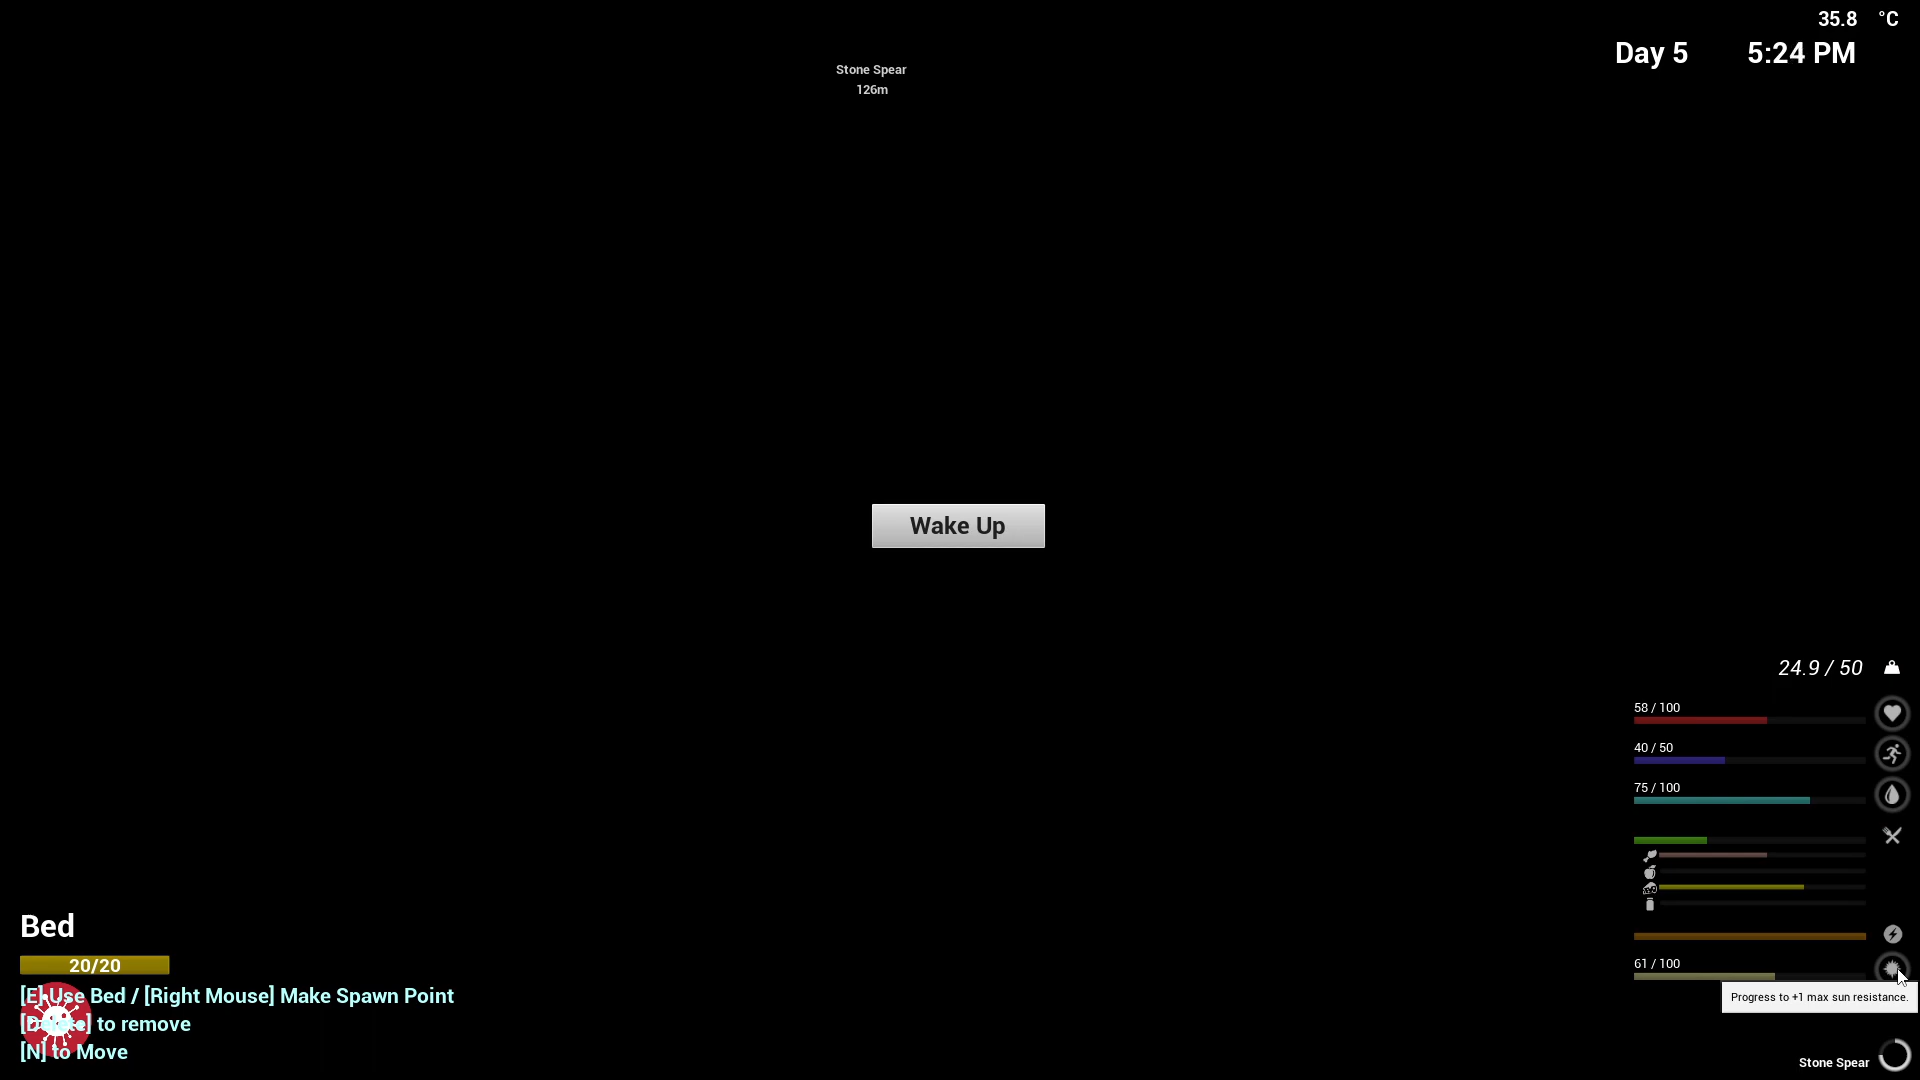 35.8 °C
Day 5 5:24 PM
Stone Spear
126m
Wake Up
24.9 / 50
58 / 100
40 / 50
75 / 100
61 / 100
Progress to +1 max sun resistance.
Bed
20/20
[E] Use Bed / [Right Mouse] Make Spawn Point
[Delete] to remove
[N] to Move
Stone Spear